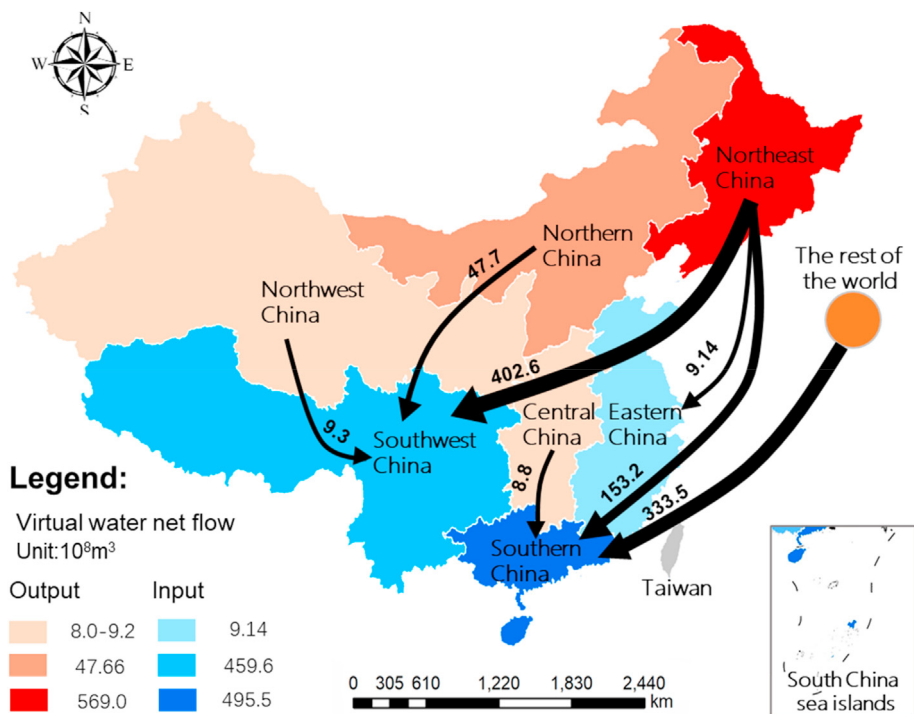 N
W E
S
Northeast
China
The rest of
the world
Northern
China
47.7
Northwest
China
402.6
9.14
Central
China
Eastern
China
9.3
Southwest
China
8.8
153.2
333.5
Southern
China
Taiwan
Legend:
Virtual water net flow
Unit:10⁸m³
Output Input
8.0-9.2 9.14
47.66 459.6
569.0 495.5
0 305 610 1,220 1,830 2,440
km
South China
sea islands